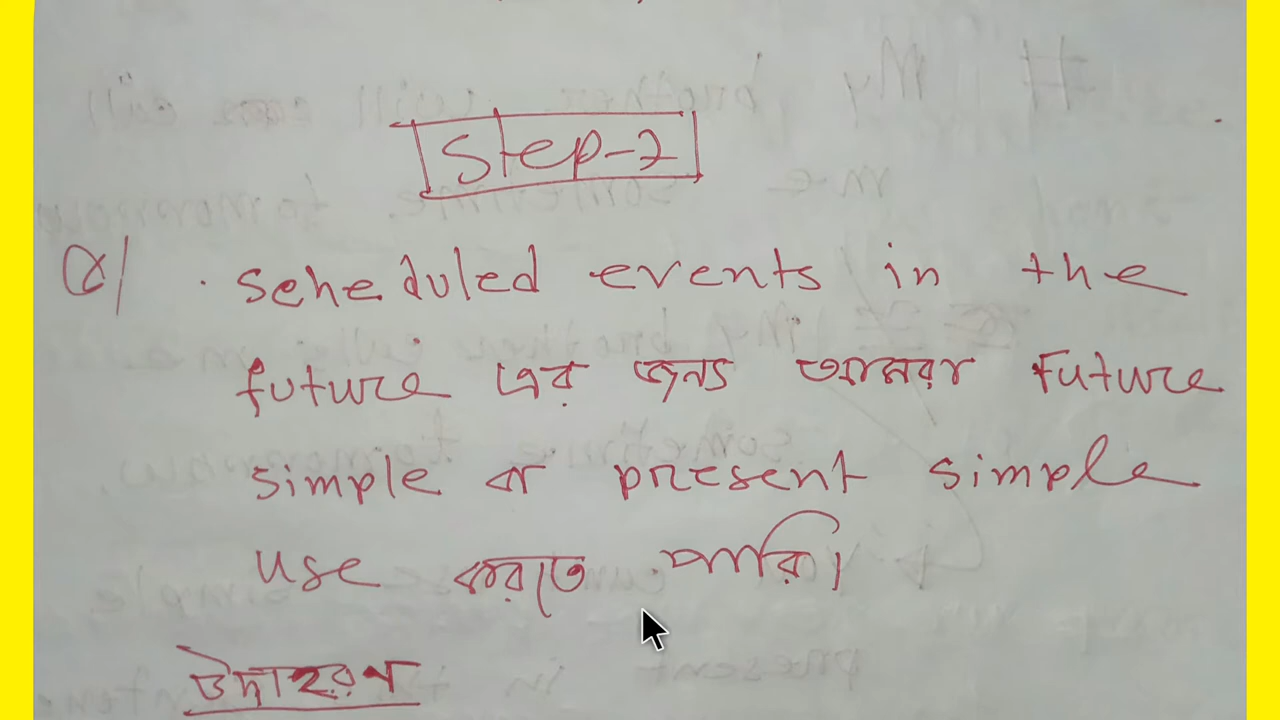 Step-2
Q/ . Scheduled events in the
future এর জন্য আমরা Future
simple বা present simple
use করতে পারি।
উদাহরণ